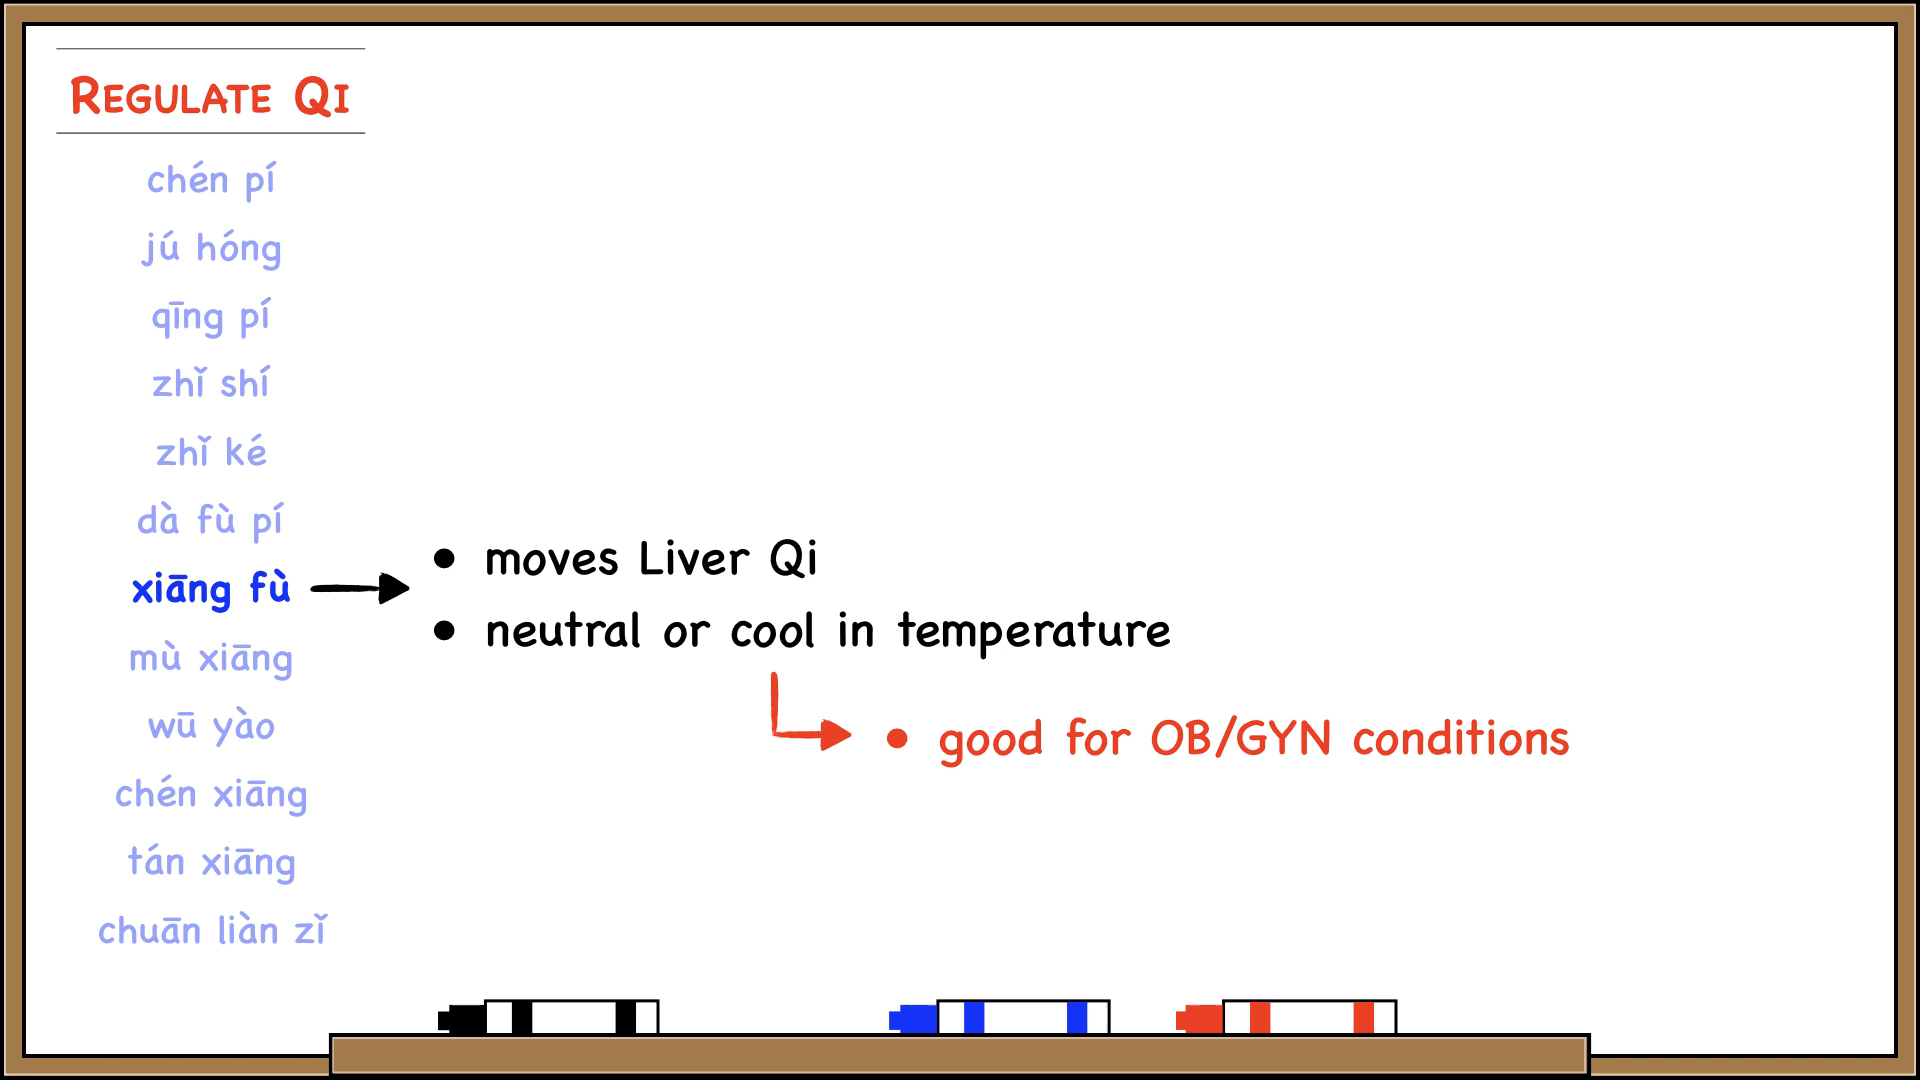 REGULATE QI
chén pí
jú hóng
qīng pí
zhǐ shí
zhǐ ké
dà fù pí
xiāng fù
mù xiāng
wū yào
chén xiāng
tán xiāng
chuān liàn zǐ
• moves Liver Qi
• neutral or cool in temperature
• good for OB/GYN conditions